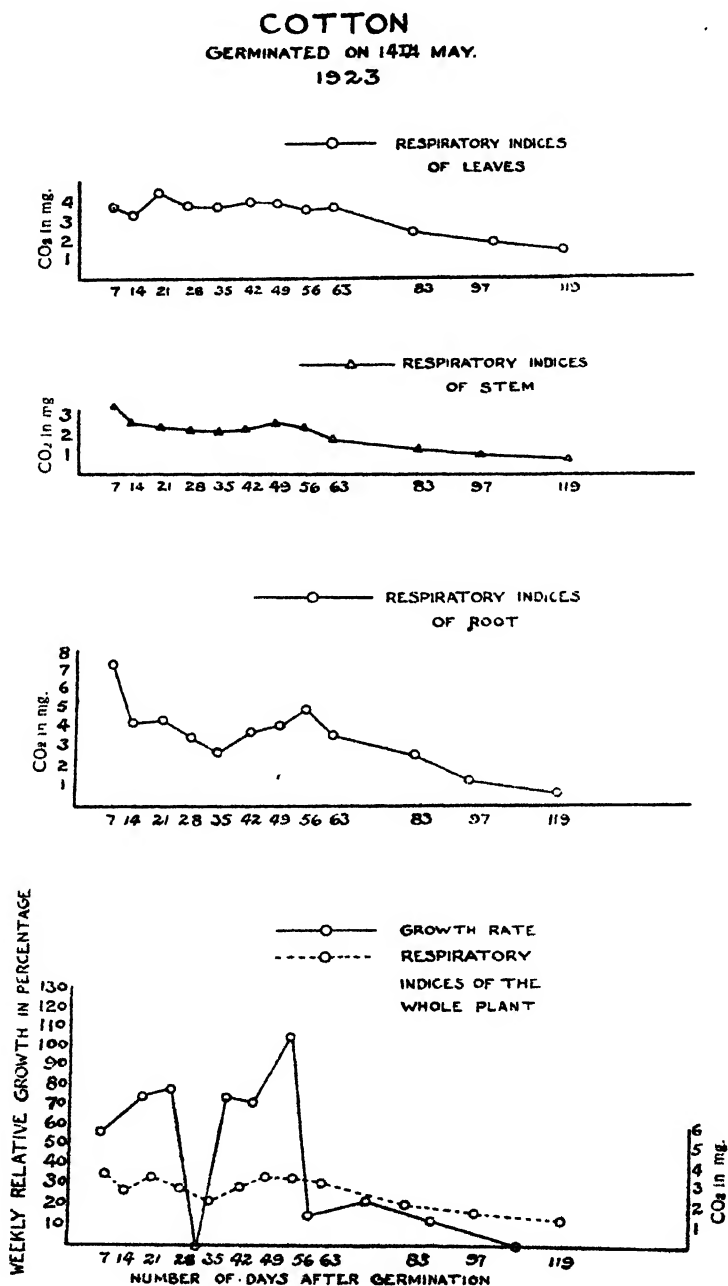 COTTON
GERMINATED ON 14TH MAY.
1923
RESPIRATORY INDICES
OF LEAVES
CO₂ in mg.
4
3
2
1
7 14 21 28 35 42 49 56 63 83 97 119
RESPIRATORY INDICES
OF STEM
CO₂ in mg
3
2
1
7 14 21 28 35 42 49 56 63 83 97 119
RESPIRATORY INDICES
OF ROOT
CO₂ in mg.
8
7
6
5
4
3
2
1
7 14 21 28 35 42 49 56 63 83 97 119
GROWTH RATE
RESPIRATORY
INDICES OF THE
WHOLE PLANT
WEEKLY RELATIVE GROWTH IN PERCENTAGE
130
120
110
100
90
80
70
60
50
40
30
20
10
6
5
4
3
2
1
CO₂ in mg.
7 14 21 28 35 42 49 56 63 83 97 119
NUMBER OF DAYS AFTER GERMINATION